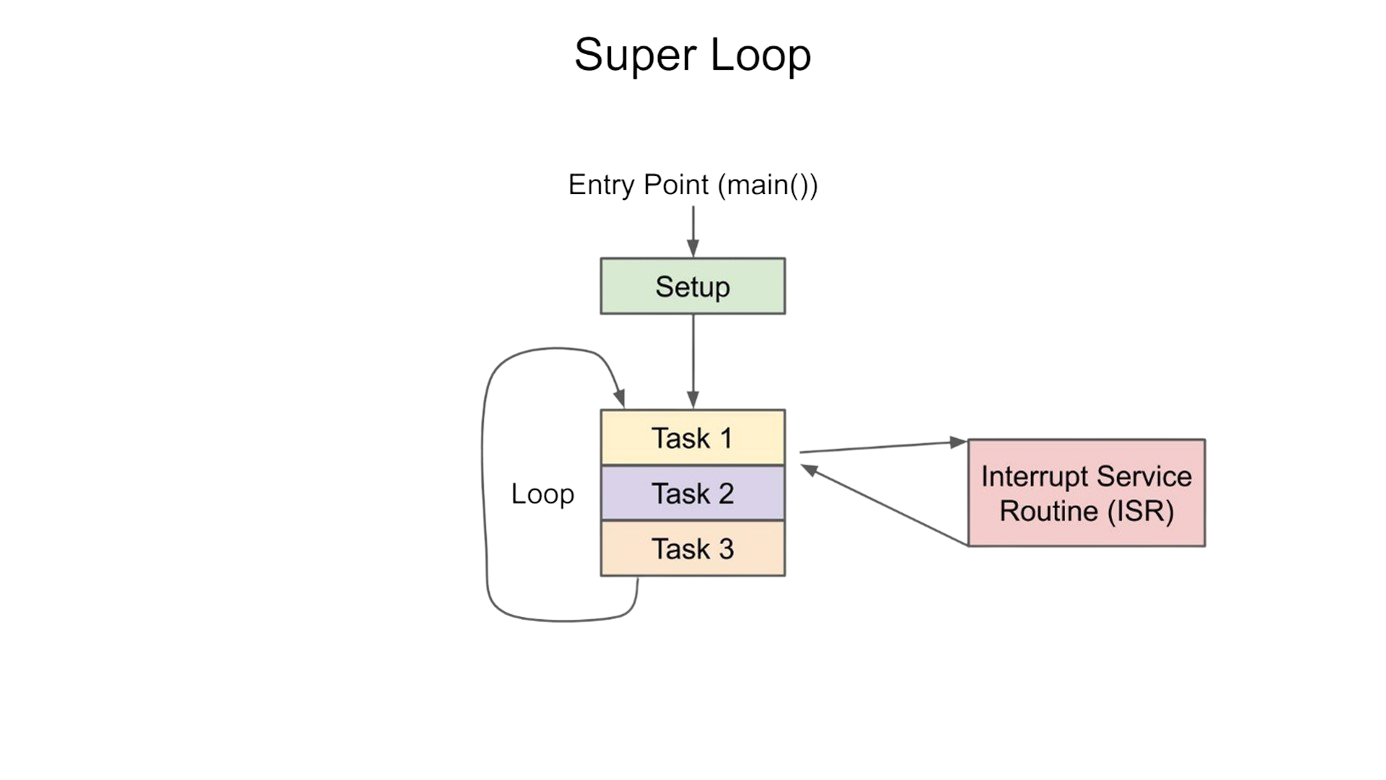 Super Loop
Entry Point (main())
Setup
Task 1
Loop
Task 2
Task 3
Interrupt Service
Routine (ISR)